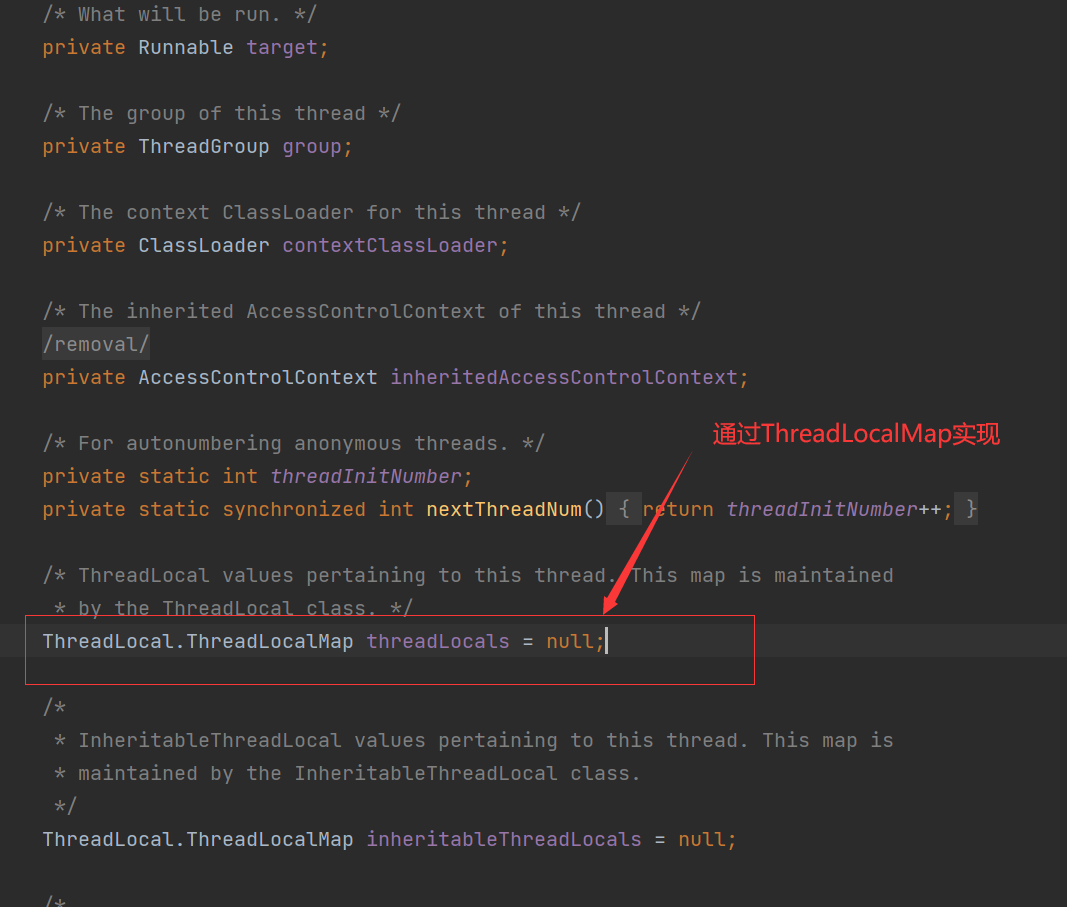 /* What will be run. */
private Runnable target;
/* The group of this thread */
private ThreadGroup group;
/* The context ClassLoader for this thread */
private ClassLoader contextClassLoader;
/* The inherited AccessControlContext of this thread */
/removal/
private AccessControlContext inheritedAccessControlContext;
通过ThreadLocalMap实现
/* For autonumbering anonymous threads. */
private static int threadInitNumber;
private static synchronized int nextThreadNum() { return threadInitNumber++; }
/* ThreadLocal values pertaining to this thread. This map is maintained
* by the ThreadLocal class. */
ThreadLocal.ThreadLocalMap threadLocals = null;
/*
* InheritableThreadLocal values pertaining to this thread. This map is
* maintained by the InheritableThreadLocal class.
*/
ThreadLocal.ThreadLocalMap inheritableThreadLocals = null;
/*